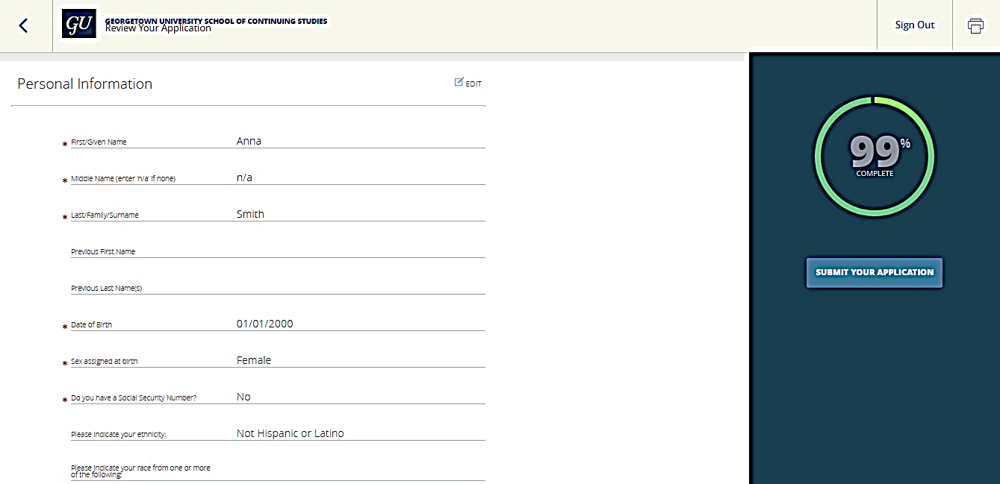 GU
GEORGETOWN UNIVERSITY SCHOOL OF CONTINUING STUDIES
Review Your Application
Sign Out
Personal Information
EDIT
* First/Given Name Anna
* Middle Name (enter 'n/a' if none) n/a
* Last/Family/Surname Smith
Previous First Name
Previous Last Name(s)
* Date of Birth 01/01/2000
* Sex assigned at birth Female
* Do you have a Social Security Number? No
Please indicate your ethnicity: Not Hispanic or Latino
Please indicate your race from one or more
of the following:
99%
COMPLETE
SUBMIT YOUR APPLICATION